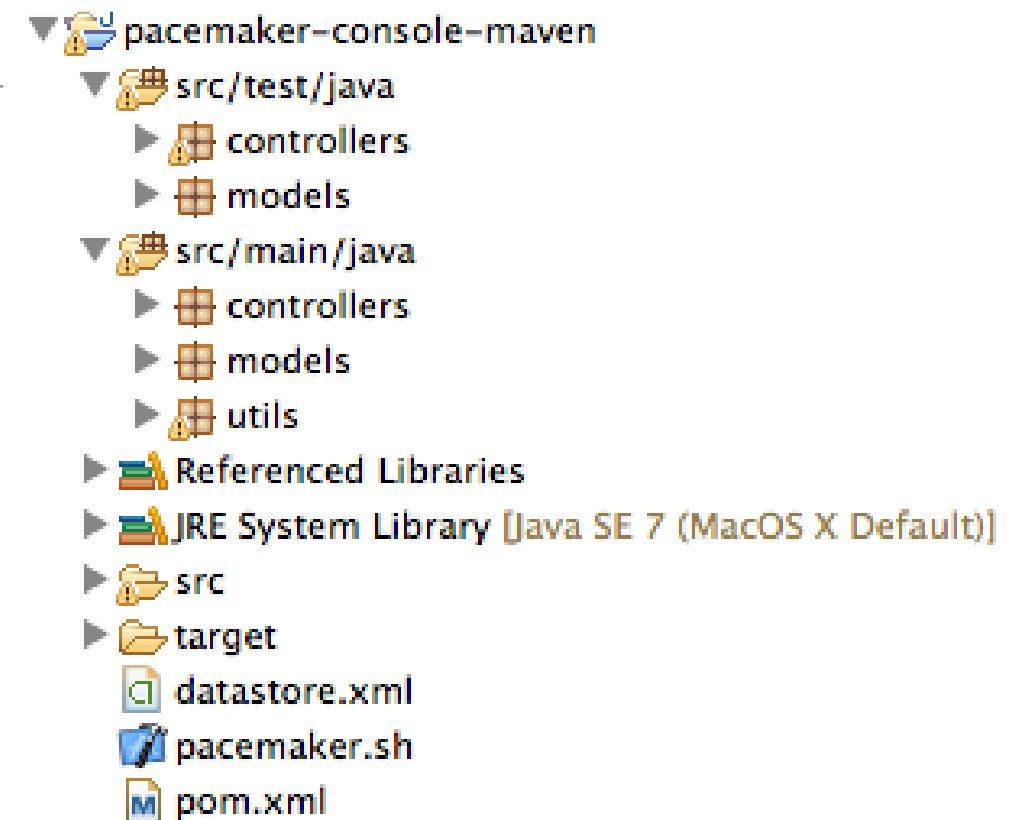 pacemaker-console-maven
src/test/java
controllers
models
src/main/java
controllers
models
utils
Referenced Libraries
JRE System Library [Java SE 7 (MacOS X Default)]
src
target
datastore.xml
pacemaker.sh
pom.xml